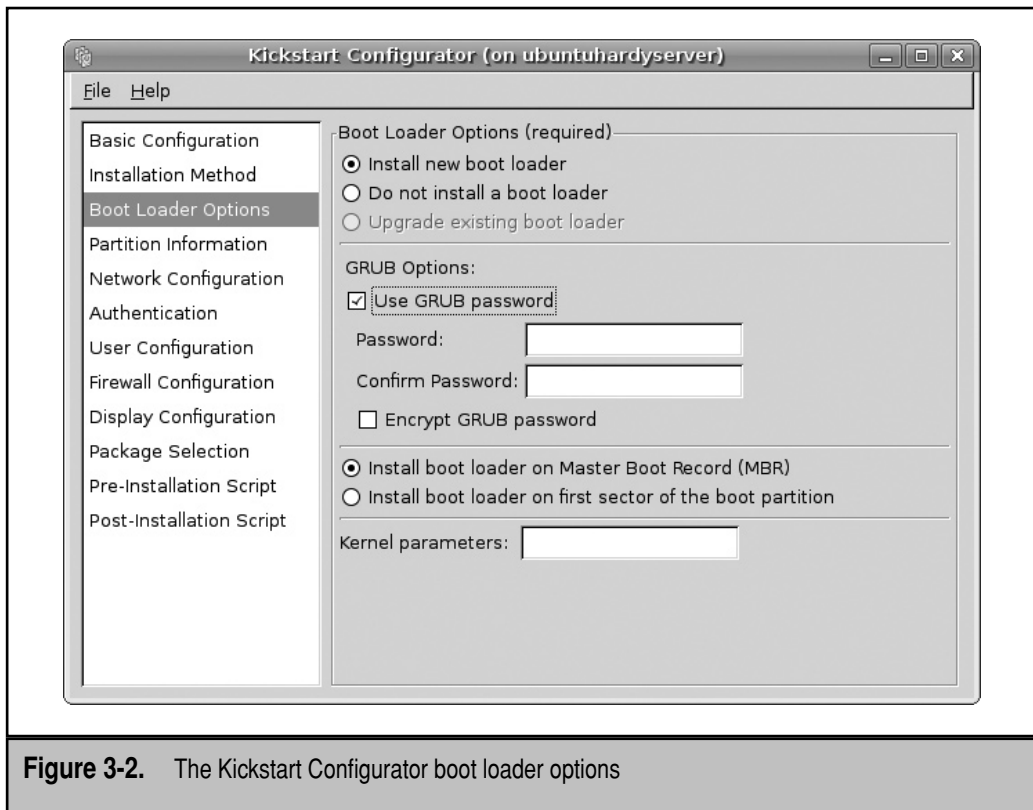 Kickstart Configurator (on ubuntuhardyserver)
File Help
Basic Configuration
Installation Method
Boot Loader Options
Partition Information
Network Configuration
Authentication
User Configuration
Firewall Configuration
Display Configuration
Package Selection
Pre-Installation Script
Post-Installation Script
Boot Loader Options (required)
Install new boot loader
Do not install a boot loader
Upgrade existing boot loader
GRUB Options:
Use GRUB password
Password:
Confirm Password:
Encrypt GRUB password
Install boot loader on Master Boot Record (MBR)
Install boot loader on first sector of the boot partition
Kernel parameters:
Figure 3-2. The Kickstart Configurator boot loader options